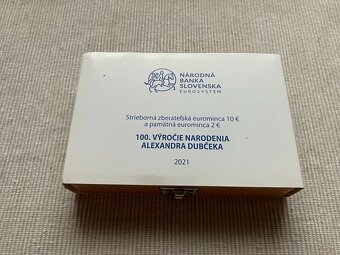 NÁRODNÁ
BANKA
SLOVENSKA
EUROSYSTÉM
Strieborná zberateľská eurominca 10 €
a pamätná eurominca 2 €
100. VÝROČIE NARODENIA
ALEXANDRA DUBČEKA
2021